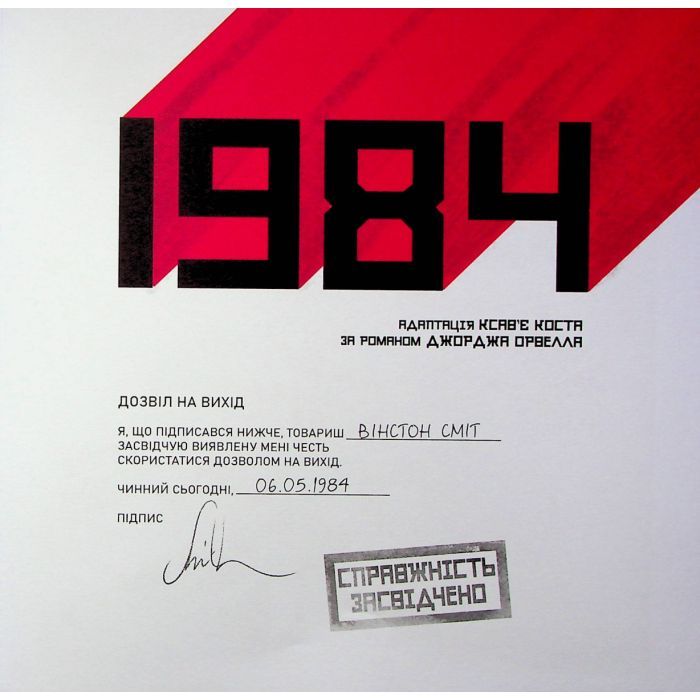 1984
АДАПТАЦІЯ КСАВ'Є КОСТА
ЗА РОМАНОМ ДЖОРДЖА ОРВЕЛЛА
ДОЗВІЛ НА ВИХІД
Я, ЩО ПІДПИСАВСЯ НИЖЧЕ, ТОВАРИШ ВІНСТОН СМІТ
ЗАСВІДЧУЮ ВИЯВЛЕНУ МЕНІ ЧЕСТЬ
СКОРИСТАТИСЯ ДОЗВОЛОМ НА ВИХІД.
ЧИННИЙ СЬОГОДНІ, 06.05.1984
ПІДПИС
СПРАВЖНІСТЬ
ЗАСВІДЧЕНО